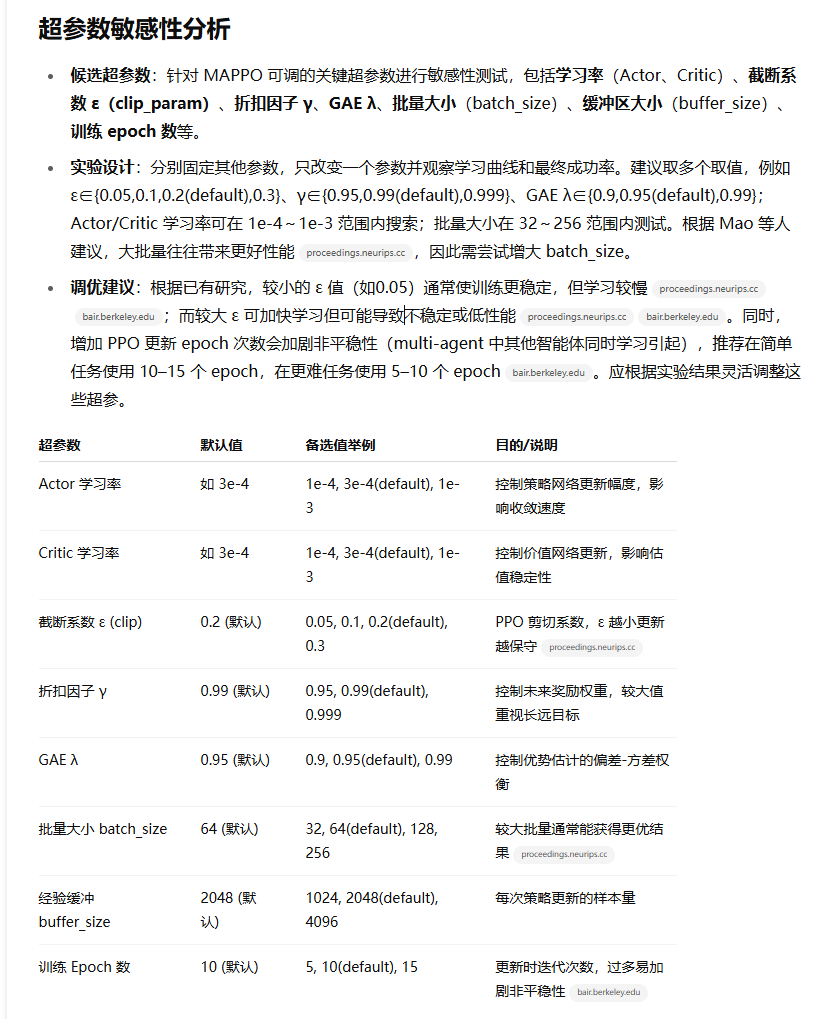 超参数敏感性分析
• 候选超参数：针对 MAPPO 可调的关键超参数进行敏感性测试，包括学习率（Actor、Critic）、截断系
数 ε（clip_param）、折扣因子 γ、GAE λ、批量大小（batch_size）、缓冲区大小（buffer_size）、
训练 epoch 数等。
• 实验设计：分别固定其他参数，只改变一个参数并观察学习曲线和最终成功率。建议取多个取值，例如
ε∈{0.05,0.1,0.2(default),0.3}、γ∈{0.95,0.99(default),0.999}、GAE λ∈{0.9,0.95(default),0.99}；
Actor/Critic 学习率可在 1e-4～1e-3 范围内搜索；批量大小在 32～256 范围内测试。根据 Mao 等人
建议，大批量往往带来更好性能 proceedings.neurips.cc ，因此需尝试增大 batch_size。
• 调优建议：根据已有研究，较小的 ε 值（如0.05）通常使训练更稳定，但学习较慢 proceedings.neurips.cc
bair.berkeley.edu ；而较大 ε 可加快学习但可能导致不稳定或低性能 proceedings.neurips.cc bair.berkeley.edu 。同时，
增加 PPO 更新 epoch 次数会加剧非平稳性（multi-agent 中其他智能体同时学习引起），推荐在简单
任务使用 10–15 个 epoch，在更难任务使用 5–10 个 epoch bair.berkeley.edu 。应根据实验结果灵活调整这
些超参。
超参数 默认值 备选值举例 目的/说明
Actor 学习率 如 3e-4 1e-4, 3e-4(default), 1e- 控制策略网络更新幅度，影
3 响收敛速度
Critic 学习率 如 3e-4 1e-4, 3e-4(default), 1e- 控制价值网络更新，影响估
3 值稳定性
截断系数 ε (clip) 0.2 (默认) 0.05, 0.1, 0.2(default), PPO 剪切系数，ε 越小更新
0.3 越保守 proceedings.neurips.cc
折扣因子 γ 0.99 (默认) 0.95, 0.99(default), 控制未来奖励权重，较大值
0.999 重视长远目标
GAE λ 0.95 (默认) 0.9, 0.95(default), 0.99 控制优势估计的偏差-方差权
衡
批量大小 batch_size 64 (默认) 32, 64(default), 128, 较大批量通常能获得更优结
256 果 proceedings.neurips.cc
经验缓冲 2048 (默 1024, 2048(default), 每次策略更新的样本量
buffer_size 认) 4096
训练 Epoch 数 10 (默认) 5, 10(default), 15 更新时迭代次数，过多易加
剧非平稳性 bair.berkeley.edu